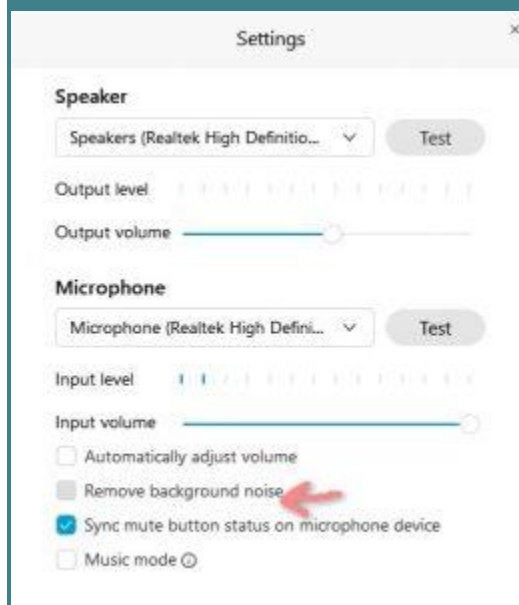 Settings
Speaker
Speakers (Realtek High Definitio... Test
Output level
Output volume
Microphone
Microphone (Realtek High Defini... Test
Input level
Input volume
Automatically adjust volume
Remove background noise
Sync mute button status on microphone device
Music mode